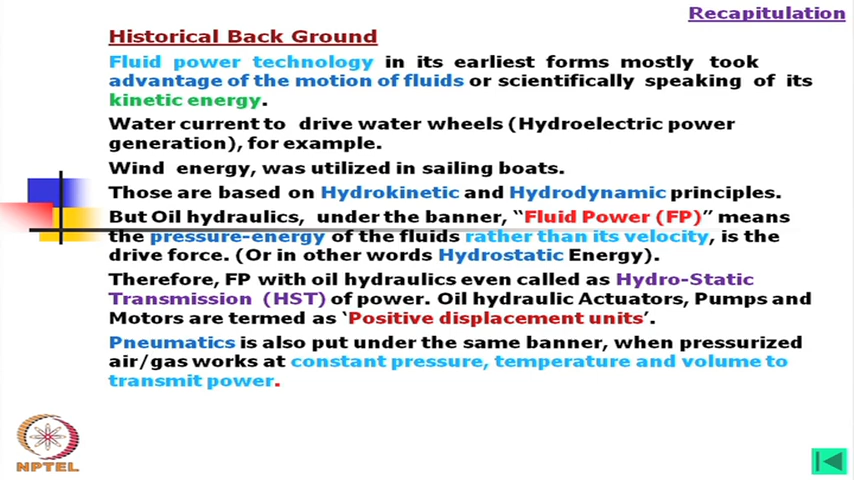 Recapitulation
Historical Back Ground
Fluid power technology in its earliest forms mostly took
advantage of the motion of fluids or scientifically speaking of its
kinetic energy.
Water current to drive water wheels (Hydroelectric power
generation), for example.
Wind energy, was utilized in sailing boats.
Those are based on Hydrokinetic and Hydrodynamic principles.
But Oil hydraulics, under the banner, “Fluid Power (FP)” means
the pressure-energy of the fluids rather than its velocity, is the
drive force. (Or in other words Hydrostatic Energy).
Therefore, FP with oil hydraulics even called as Hydro-Static
Transmission (HST) of power. Oil hydraulic Actuators, Pumps and
Motors are termed as ‘Positive displacement units’.
Pneumatics is also put under the same banner, when pressurized
air/gas works at constant pressure, temperature and volume to
transmit power.
NPTEL